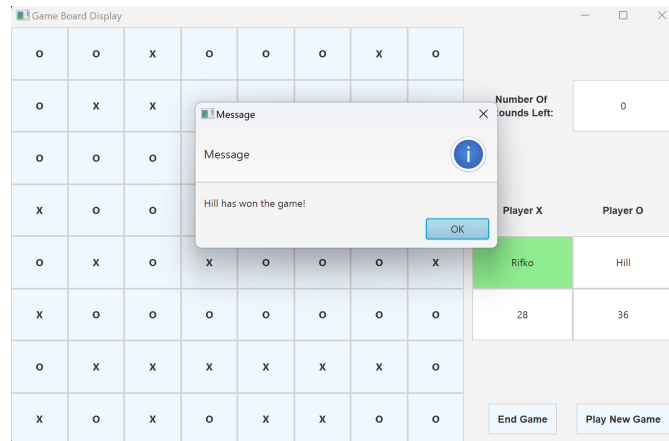 Game Board Display
O O X O O O X O
O X X
Number Of
ounds Left:
0
Message
Message
i
O O O
Hill has won the game!
X O O
OK
Player X Player O
O X O X O O O X
Rifko Hill
X O O O O O O O
28 36
O X X X X X X O
X O X O X X O O
End Game Play New Game